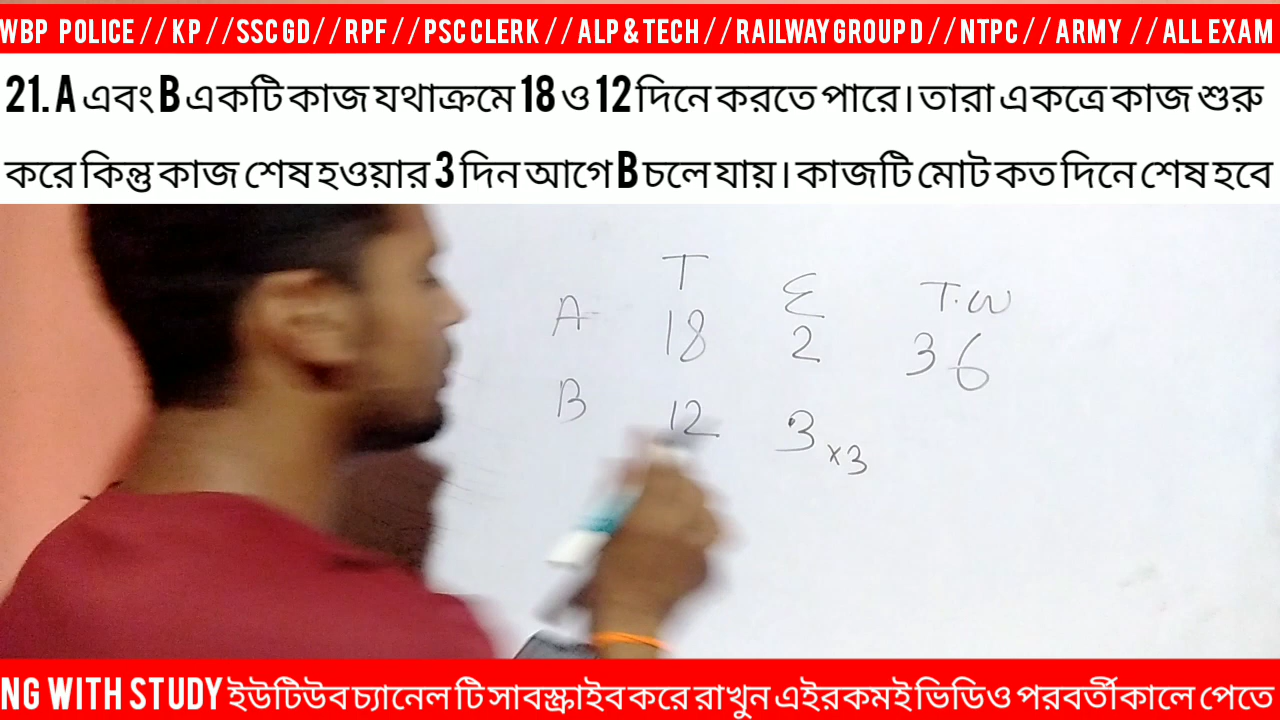 WBP POLICE // KP // SSC GD // RPF // PSC CLERK // ALP & TECH // RAILWAY GROUP D // NTPC // ARMY // ALL EXAM
21. A এবং B একটি কাজ যথাক্রমে 18 ও 12 দিনে করতে পারে। তারা একত্রে কাজ শুরু
করে কিন্তু কাজ শেষ হওয়ার 3 দিন আগে B চলে যায়। কাজটি মোট কত দিনে শেষ হবে
T E T.W
A 18 2 36
B 12 3 x3
NG WITH STUDY ইউটিউব চ্যানেল টি সাবস্ক্রাইব করে রাখুন এইরকমই ভিডিও পরবর্তীকালে পেতে